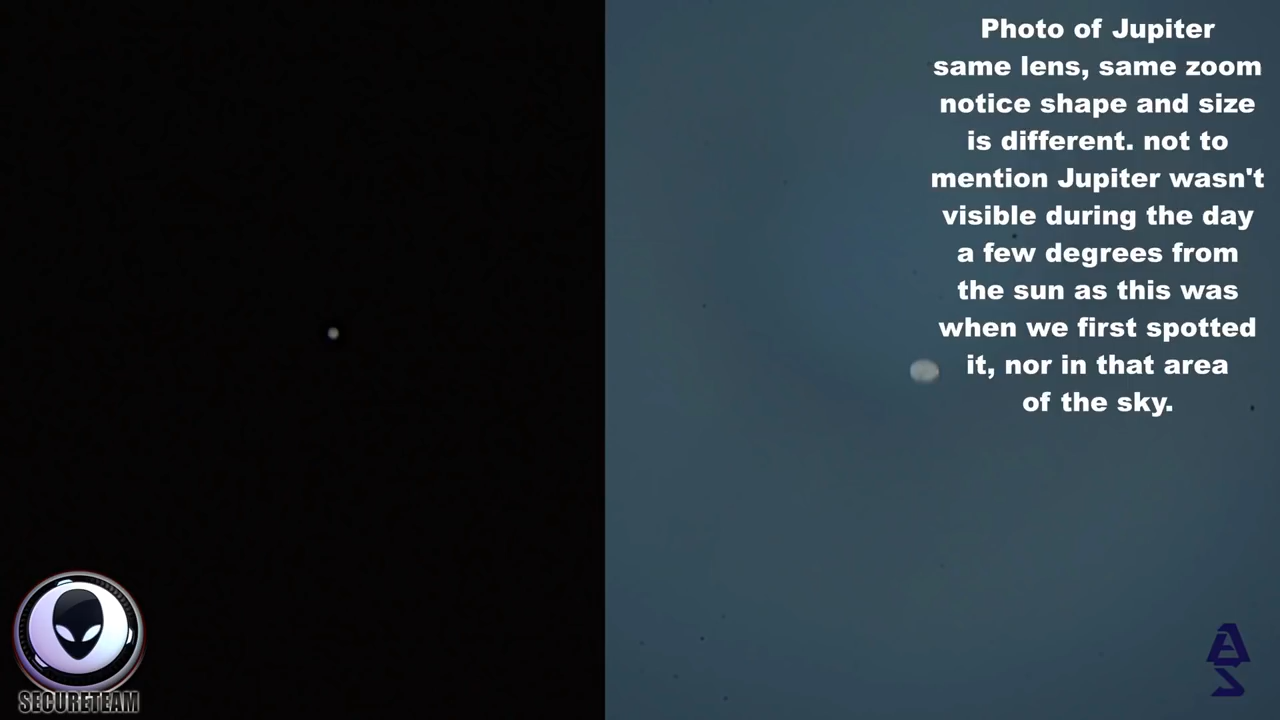 Photo of Jupiter
same lens, same zoom
notice shape and size
is different. not to
mention Jupiter wasn't
visible during the day
a few degrees from
the sun as this was
when we first spotted
it, nor in that area
of the sky.
SECURETEAM